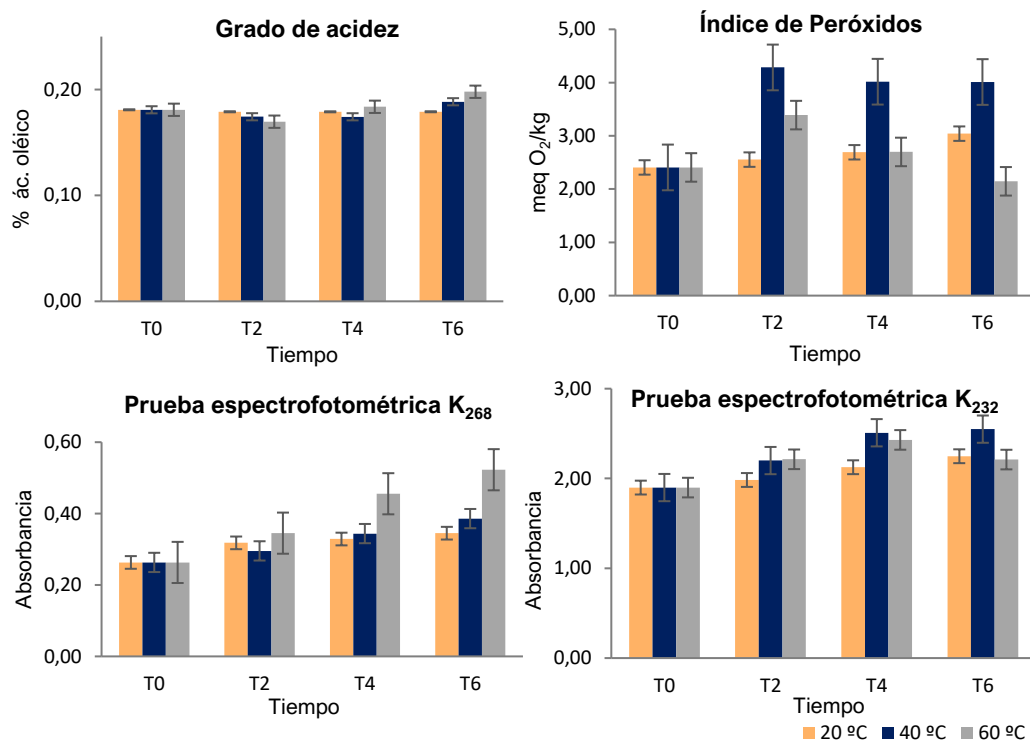 Grado de acidez
% ác. oléico
0,20
0,10
0,00
T0 T2 T4 T6
Tiempo
Índice de Peróxidos
meq O₂/kg
5,00
4,00
3,00
2,00
1,00
0,00
T0 T2 T4 T6
Tiempo
Prueba espectrofotométrica K₂₆₈
Absorbancia
0,60
0,40
0,20
0,00
T0 T2 T4 T6
Tiempo
Prueba espectrofotométrica K₂₃₂
Absorbancia
3,00
2,00
1,00
0,00
T0 T2 T4 T6
Tiempo
20 ºC 40 ºC 60 ºC